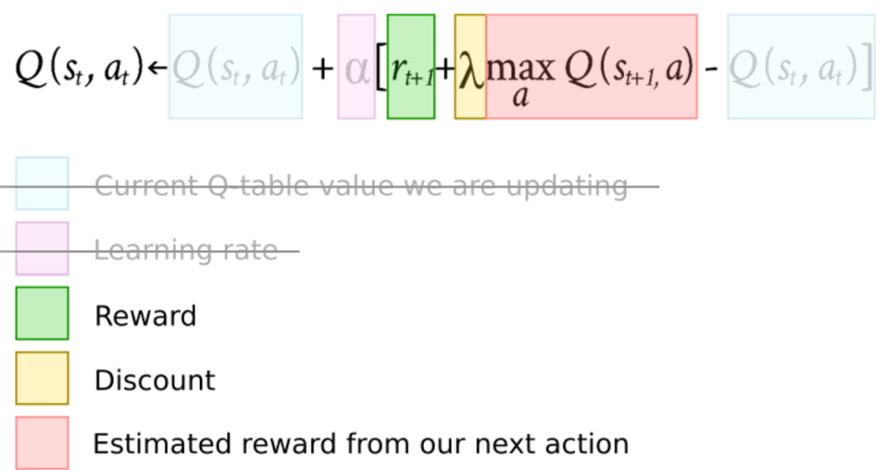 Q(sₜ, aₜ)←Q(sₜ, aₜ) + α[rₜ₊₁+λmax Q(sₜ₊₁, a) - Q(sₜ, aₜ)]
a
Current Q-table value we are updating
Learning rate
Reward
Discount
Estimated reward from our next action